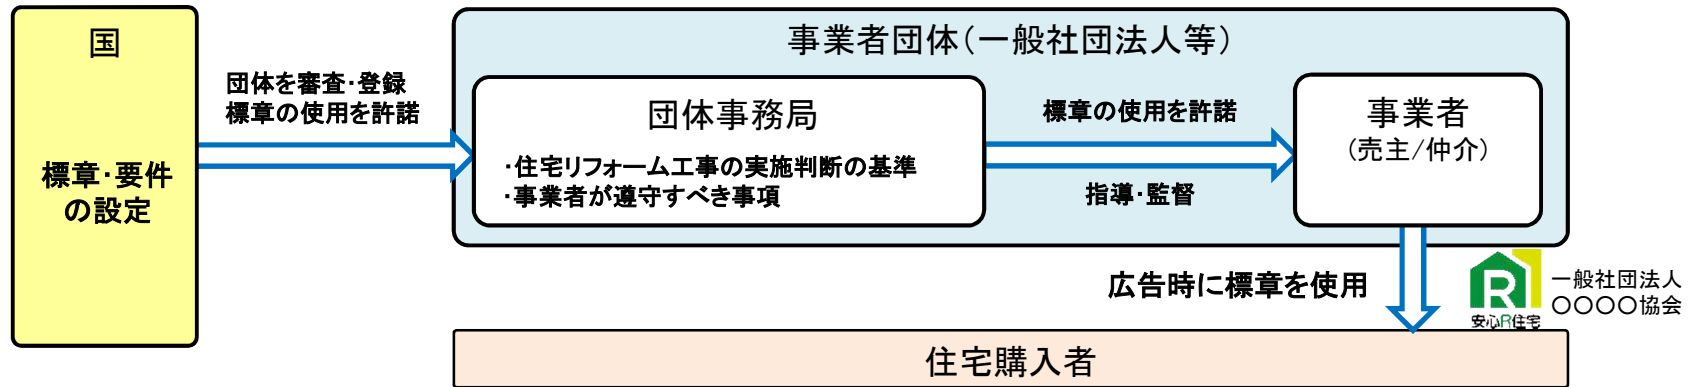 国
標章・要件
の設定
団体を審査・登録
標章の使用を許諾
事業者団体(一般社団法人等)
団体事務局
・住宅リフォーム工事の実施判断の基準
・事業者が遵守すべき事項
標章の使用を許諾
指導・監督
事業者
(売主/仲介)
広告時に標章を使用
R
安心R住宅
一般社団法人
〇〇〇〇協会
住宅購入者